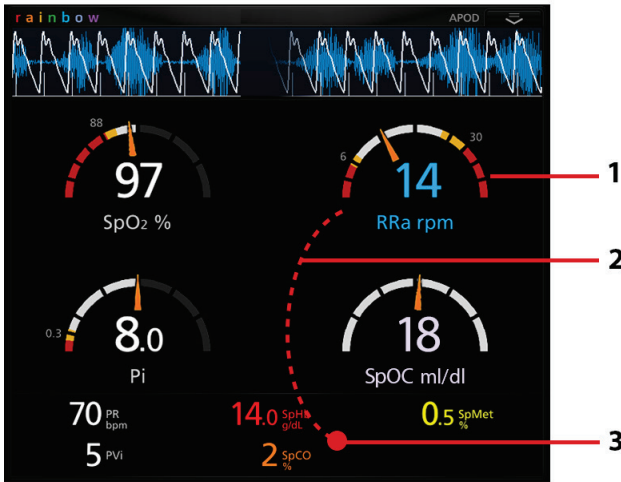 rainbow
APOD
88
97
SpO₂ %
6
30
14
RRa rpm
1
2
0.3
8.0
Pi
18
SpOC ml/dl
70 PR bpm
14.0 SpHb g/dL
0.5 SpMet %
5 PVi
2 SpCO %
3